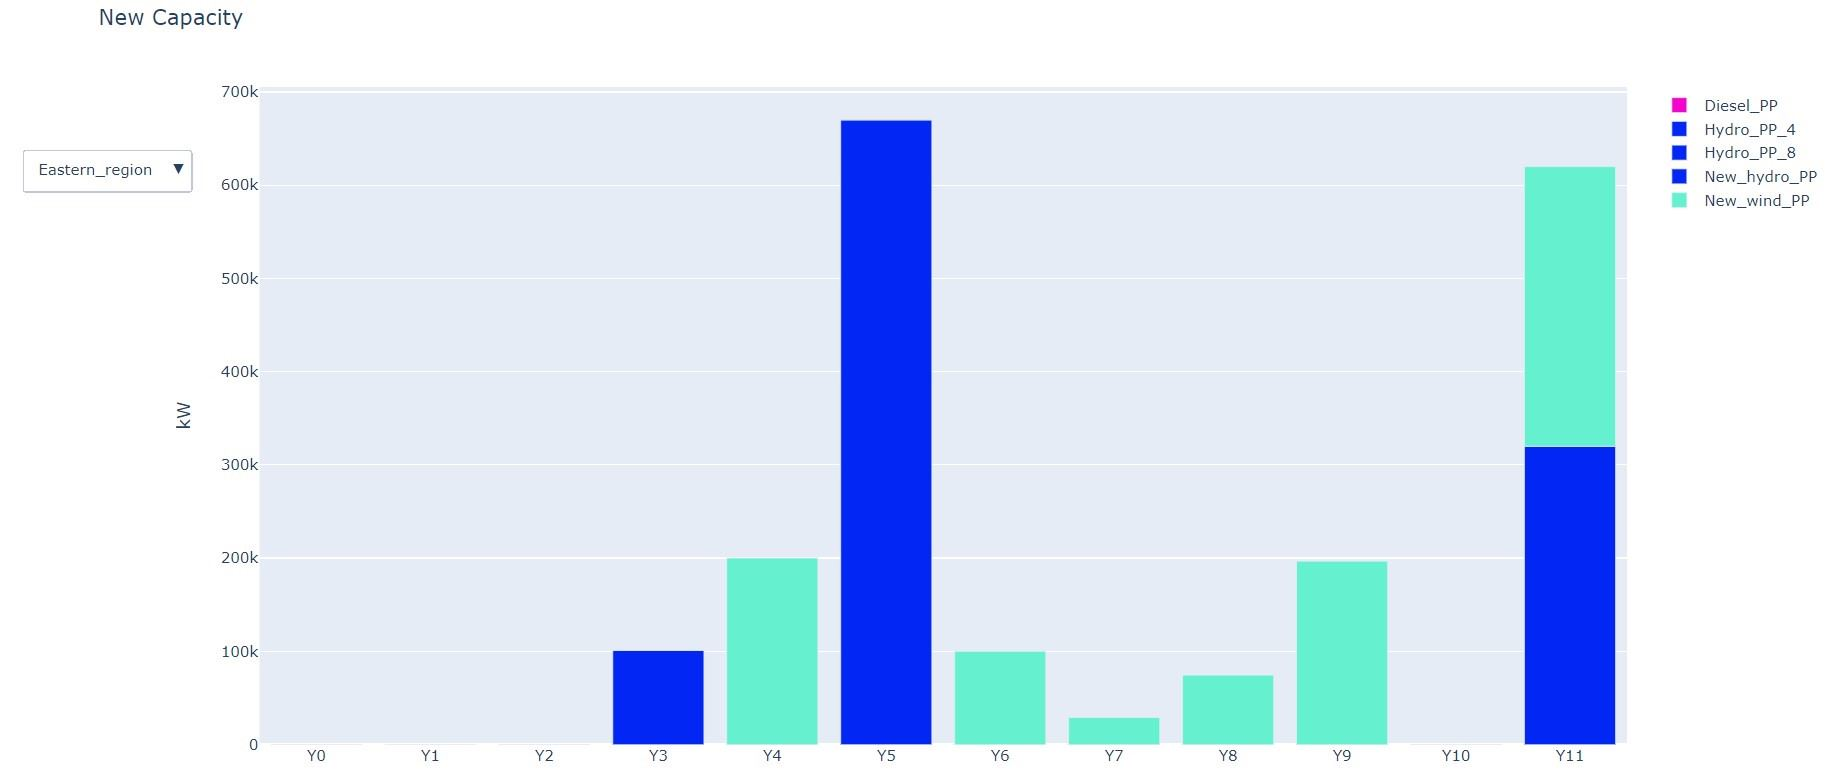 New Capacity
Eastern_region ▼
kW
700k
600k
500k
400k
300k
200k
100k
0
Y0 Y1 Y2 Y3 Y4 Y5 Y6 Y7 Y8 Y9 Y10 Y11
Diesel_PP
Hydro_PP_4
Hydro_PP_8
New_hydro_PP
New_wind_PP